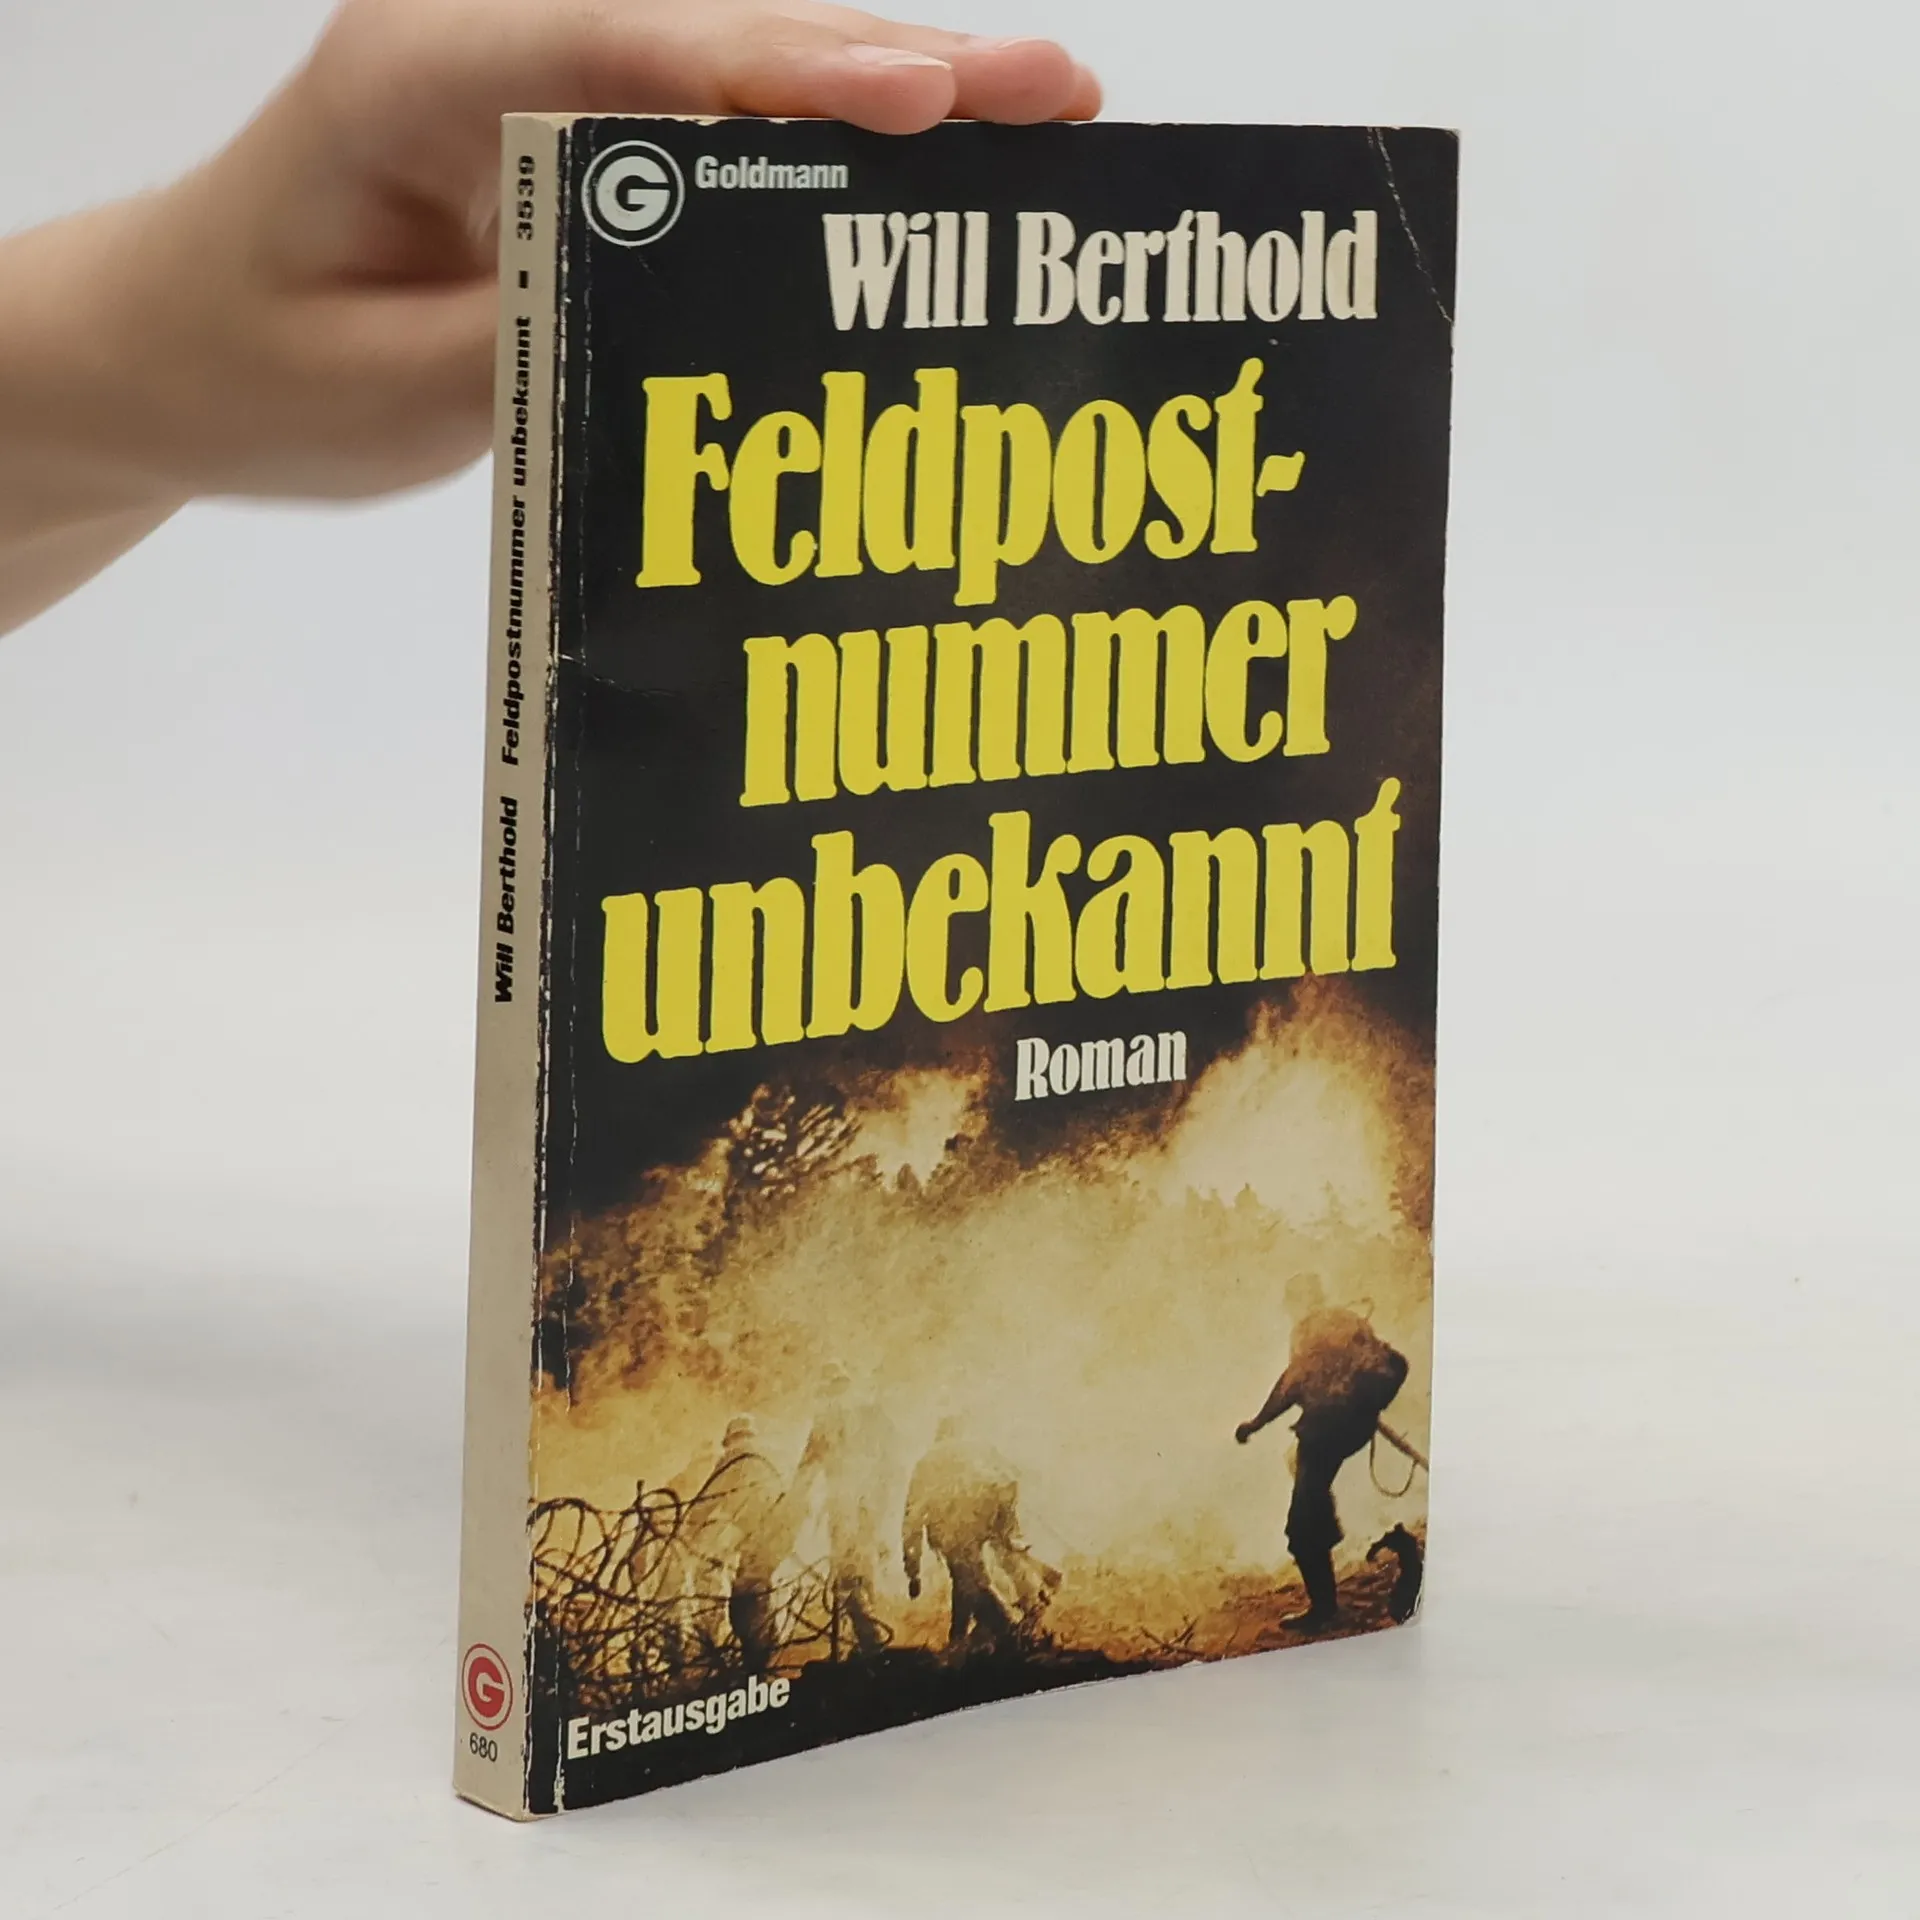 G Goldmann
Will Berthold
Feldpost-
nummer
unbekannt
Roman
Erstausgabe
Will Berthold Feldpostnummer unbekannt ▪ 3539
G
680